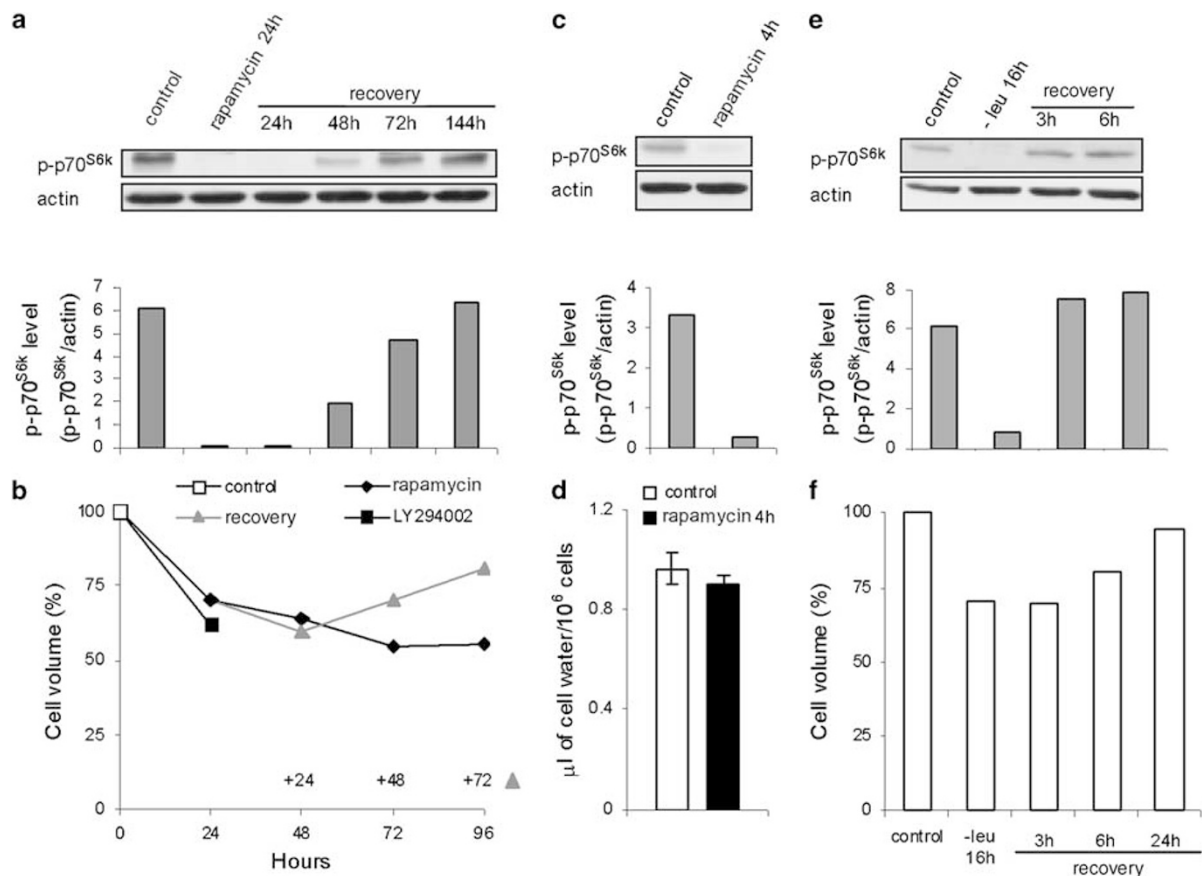 a
control
rapamycin 24h
recovery
24h 48h 72h 144h
p-p70S6k
actin
p-p70S6k level
(p-p70S6k/actin)
7
6
5
4
3
2
1
0
b
control
rapamycin
recovery
LY294002
Cell volume (%)
100
75
50
25
0
+24 +48 +72
0 24 48 72 96
Hours
c
control
rapamycin 4h
p-p70S6k
actin
p-p70S6k level
(p-p70S6k/actin)
4
3
2
1
0
d
control
rapamycin 4h
µl of cell water/10⁶ cells
1.2
0.8
0.4
0
e
control
- leu 16h
recovery
3h 6h
p-p70S6k
actin
p-p70S6k level
(p-p70S6k/actin)
8
6
4
2
0
f
Cell volume (%)
100
75
50
25
0
control
-leu
16h
3h 6h 24h
recovery